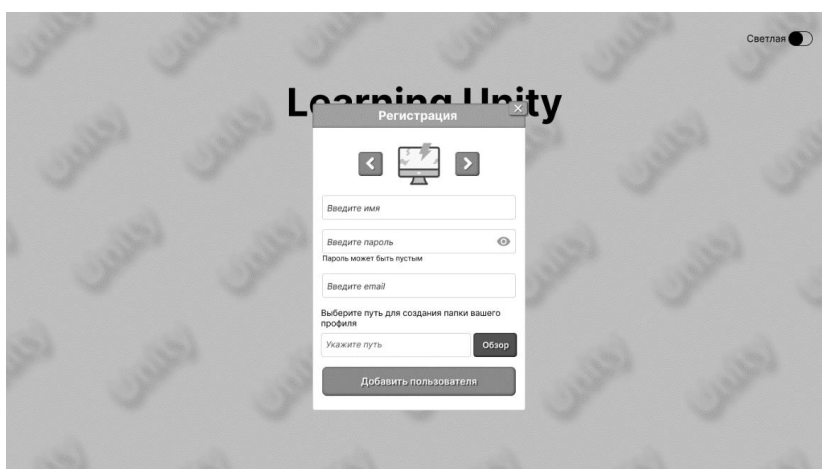 Светлая
Learning Unity
Регистрация
Введите имя
Введите пароль
Пароль может быть пустым
Введите email
Выберите путь для создания папки вашего
профиля
Укажите путь
Обзор
Добавить пользователя